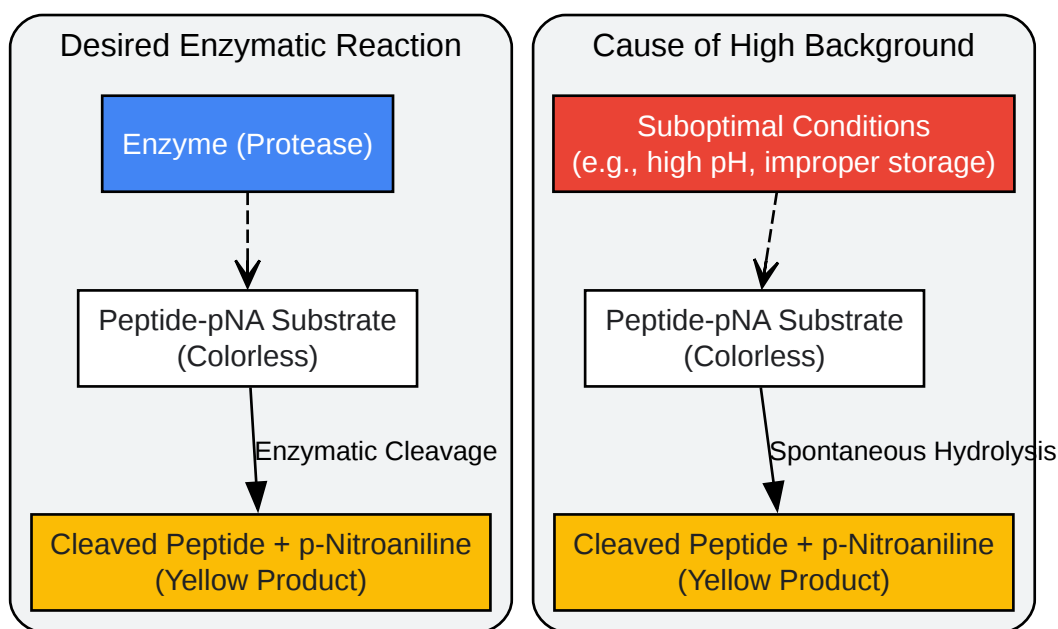 Desired Enzymatic Reaction
Enzyme (Protease)
Peptide-pNA Substrate
(Colorless)
Enzymatic Cleavage
Cleaved Peptide + p-Nitroaniline
(Yellow Product)
Cause of High Background
Suboptimal Conditions
(e.g., high pH, improper storage)
Peptide-pNA Substrate
(Colorless)
Spontaneous Hydrolysis
Cleaved Peptide + p-Nitroaniline
(Yellow Product)